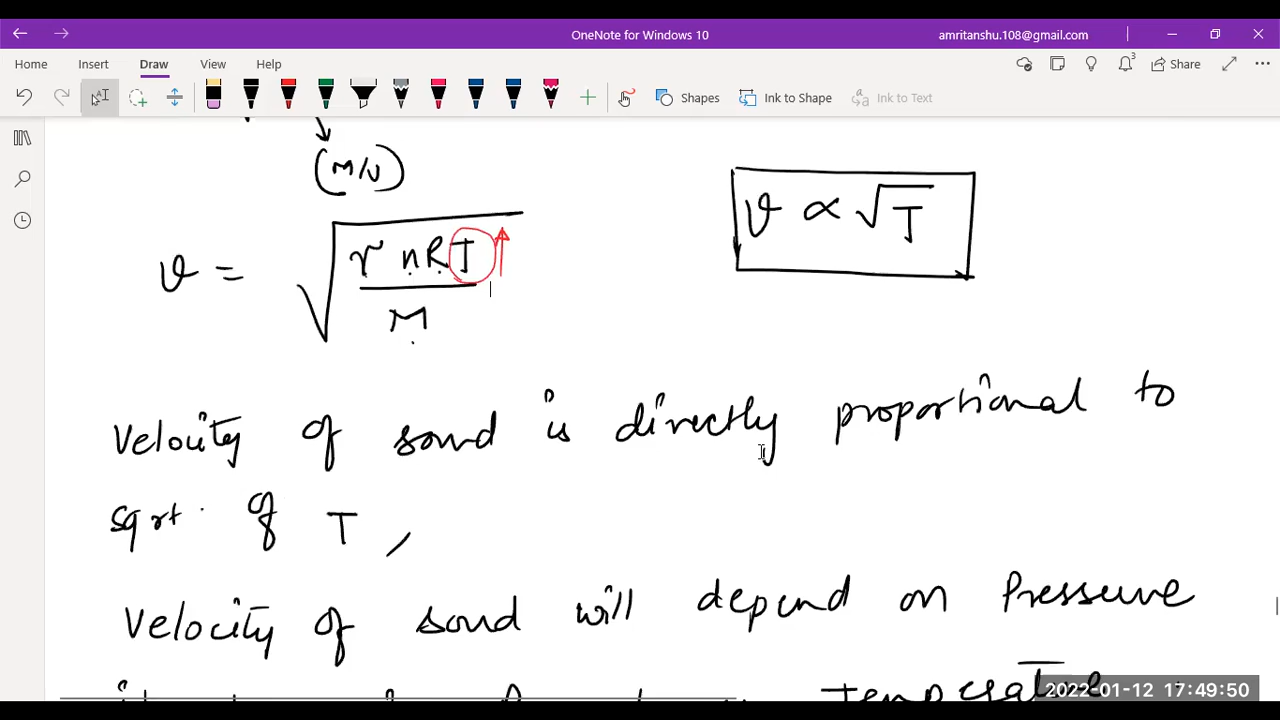 OneNote for Windows 10
amritanshu.108@gmail.com
Home Insert Draw View Help
Share
Shapes
Ink to Shape
Ink to Text
(M/V)
v ∝ √T
v = √(γ nRT / M)
Velocity of sound is directly proportional to
sqrt. of T,
Velocity of sound will depend on Pressure
temperature
2022-01-12 17:49:50